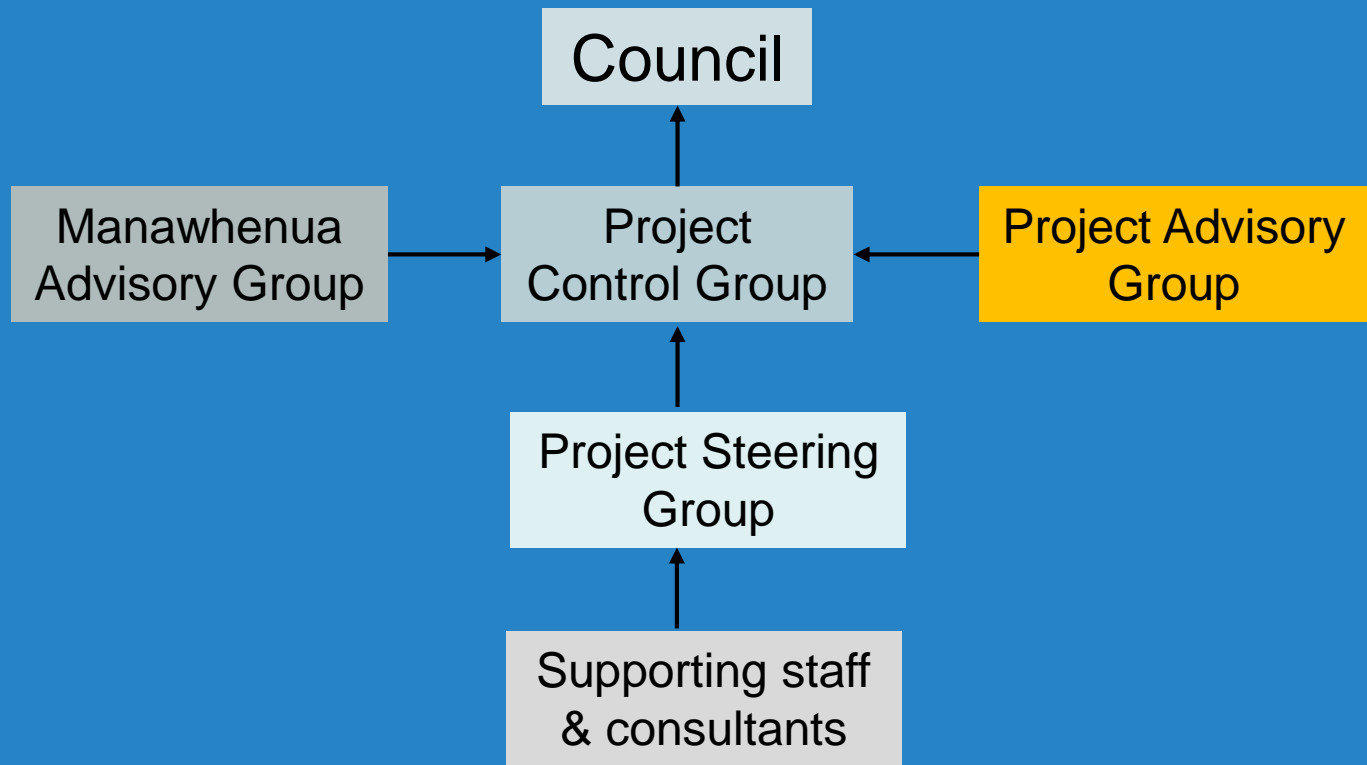 Council
Manawhenua
Advisory Group
Project
Control Group
Project Advisory
Group
Project Steering
Group
Supporting staff
& consultants